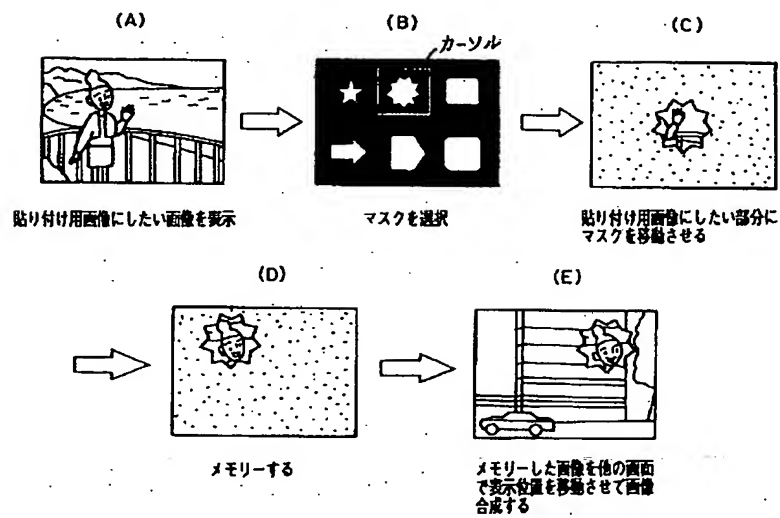 (A)
(B)
(C)
カーソル
貼り付け用画像にしたい画像を表示
マスクを選択
貼り付け用画像にしたい部分に
マスクを移動させる
(D)
(E)
メモリーする
メモリーした画像を他の画面
で表示位置を移動させて画像
合成する